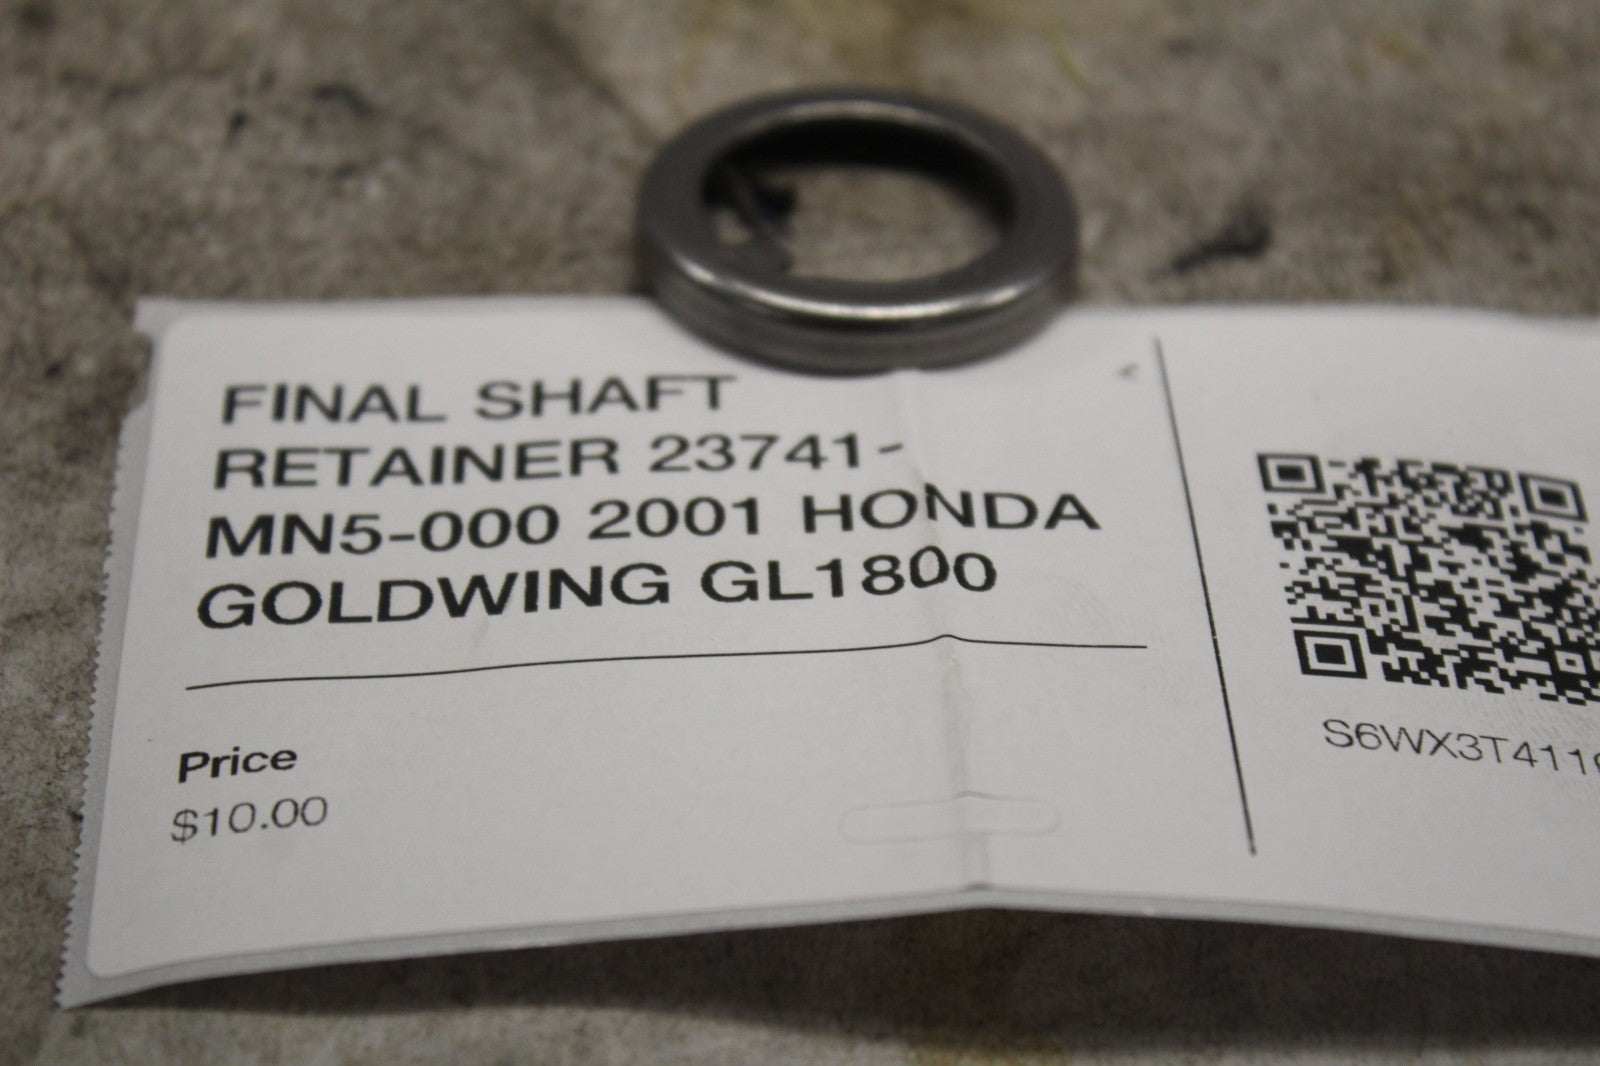 FINAL SHAFT
RETAINER 23741-
MN5-000 2001 HONDA
GOLDWING GL1800
Price
$10.00